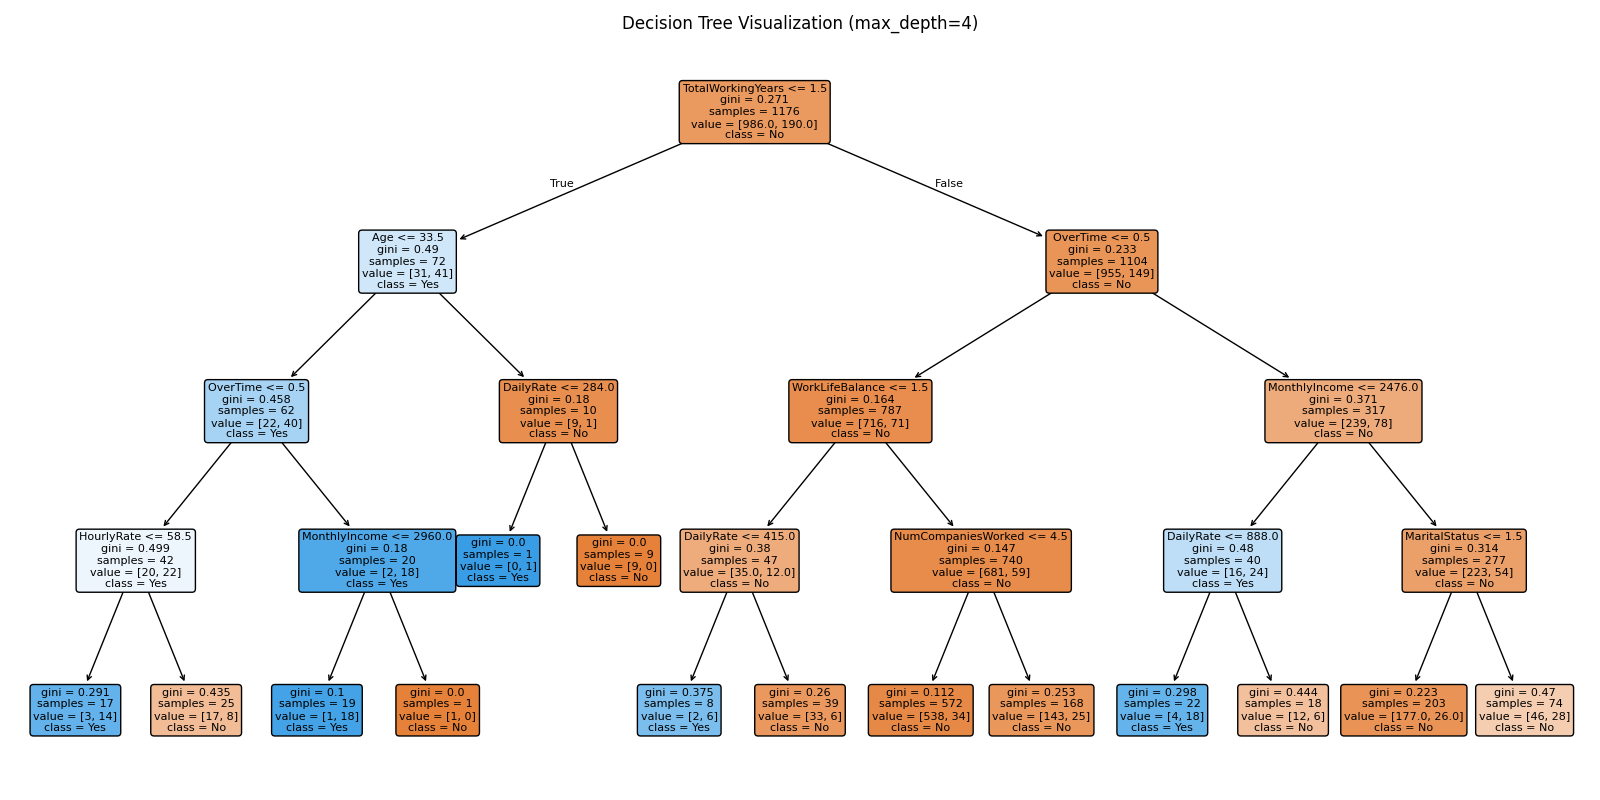 Decision Tree Visualization (max_depth=4)
TotalWorkingYears <= 1.5
gini = 0.271
samples = 1176
value = [986.0, 190.0]
class = No
True
False
Age <= 33.5
gini = 0.49
samples = 72
value = [31, 41]
class = Yes
OverTime <= 0.5
gini = 0.233
samples = 1104
value = [955, 149]
class = No
OverTime <= 0.5
gini = 0.458
samples = 62
value = [22, 40]
class = Yes
DailyRate <= 284.0
gini = 0.18
samples = 10
value = [9, 1]
class = No
WorkLifeBalance <= 1.5
gini = 0.164
samples = 787
value = [716, 71]
class = No
MonthlyIncome <= 2476.0
gini = 0.371
samples = 317
value = [239, 78]
class = No
HourlyRate <= 58.5
gini = 0.499
samples = 42
value = [20, 22]
class = Yes
MonthlyIncome <= 2960.0
gini = 0.18
samples = 20
value = [2, 18]
class = Yes
gini = 0.0
samples = 1
value = [0, 1]
class = Yes
gini = 0.0
samples = 9
value = [9, 0]
class = No
DailyRate <= 415.0
gini = 0.38
samples = 47
value = [35.0, 12.0]
class = No
NumCompaniesWorked <= 4.5
gini = 0.147
samples = 740
value = [681, 59]
class = No
DailyRate <= 888.0
gini = 0.48
samples = 40
value = [16, 24]
class = Yes
MaritalStatus <= 1.5
gini = 0.314
samples = 277
value = [223, 54]
class = No
gini = 0.291
samples = 17
value = [3, 14]
class = Yes
gini = 0.435
samples = 25
value = [17, 8]
class = No
gini = 0.1
samples = 19
value = [1, 18]
class = Yes
gini = 0.0
samples = 1
value = [1, 0]
class = No
gini = 0.375
samples = 8
value = [2, 6]
class = Yes
gini = 0.26
samples = 39
value = [33, 6]
class = No
gini = 0.112
samples = 572
value = [538, 34]
class = No
gini = 0.253
samples = 168
value = [143, 25]
class = No
gini = 0.298
samples = 22
value = [4, 18]
class = Yes
gini = 0.444
samples = 18
value = [12, 6]
class = No
gini = 0.223
samples = 203
value = [177.0, 26.0]
class = No
gini = 0.47
samples = 74
value = [46, 28]
class = No